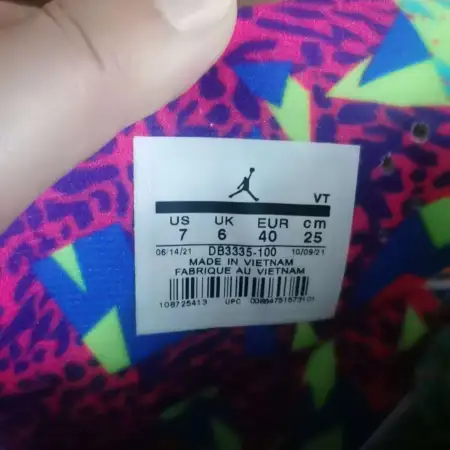 VT
US UK EUR cm
7 6 40 25
06/14/21 DB3335-100 10/09/21
MADE IN VIETNAM
FABRIQUE AU VIETNAM
108725413 UPC